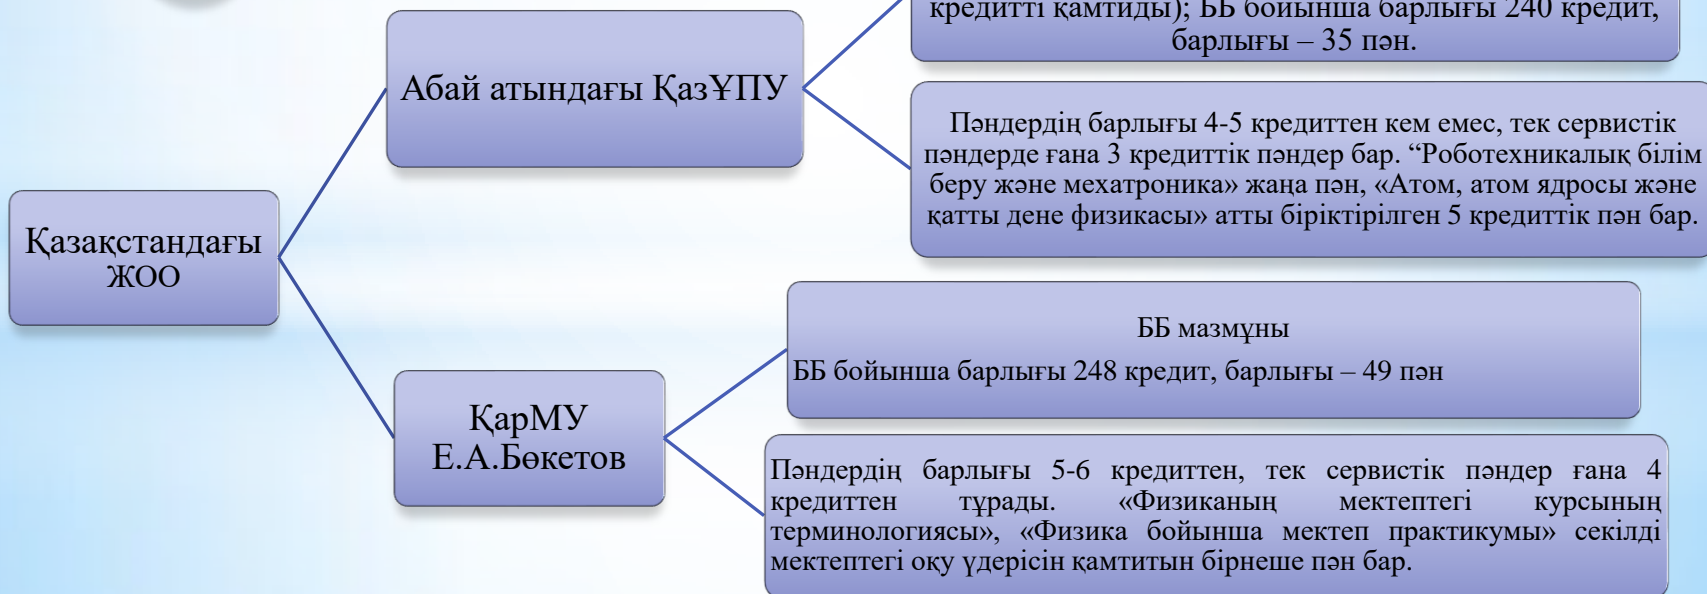 кредитті қамтиды); ББ бойынша барлығы 240 кредит,
барлығы – 35 пән.
Абай атындағы ҚазҰПУ
Пәндердің барлығы 4-5 кредиттен кем емес, тек сервистік
пәндерде ғана 3 кредиттік пәндер бар. “Роботехникалық білім
беру және мехатроника» жаңа пән, «Атом, атом ядросы және
қатты дене физикасы» атты біріктірілген 5 кредиттік пән бар.
Қазақстандағы
ЖОО
ББ мазмұны
ББ бойынша барлығы 248 кредит, барлығы – 49 пән
ҚарМУ
Е.А.Бөкетов
Пәндердің барлығы 5-6 кредиттен, тек сервистік пәндер ғана 4
кредиттен тұрады. «Физиканың мектептегі курсының
терминологиясы», «Физика бойынша мектеп практикумы» секілді
мектептегі оқу үдерісін қамтитын бірнеше пән бар.